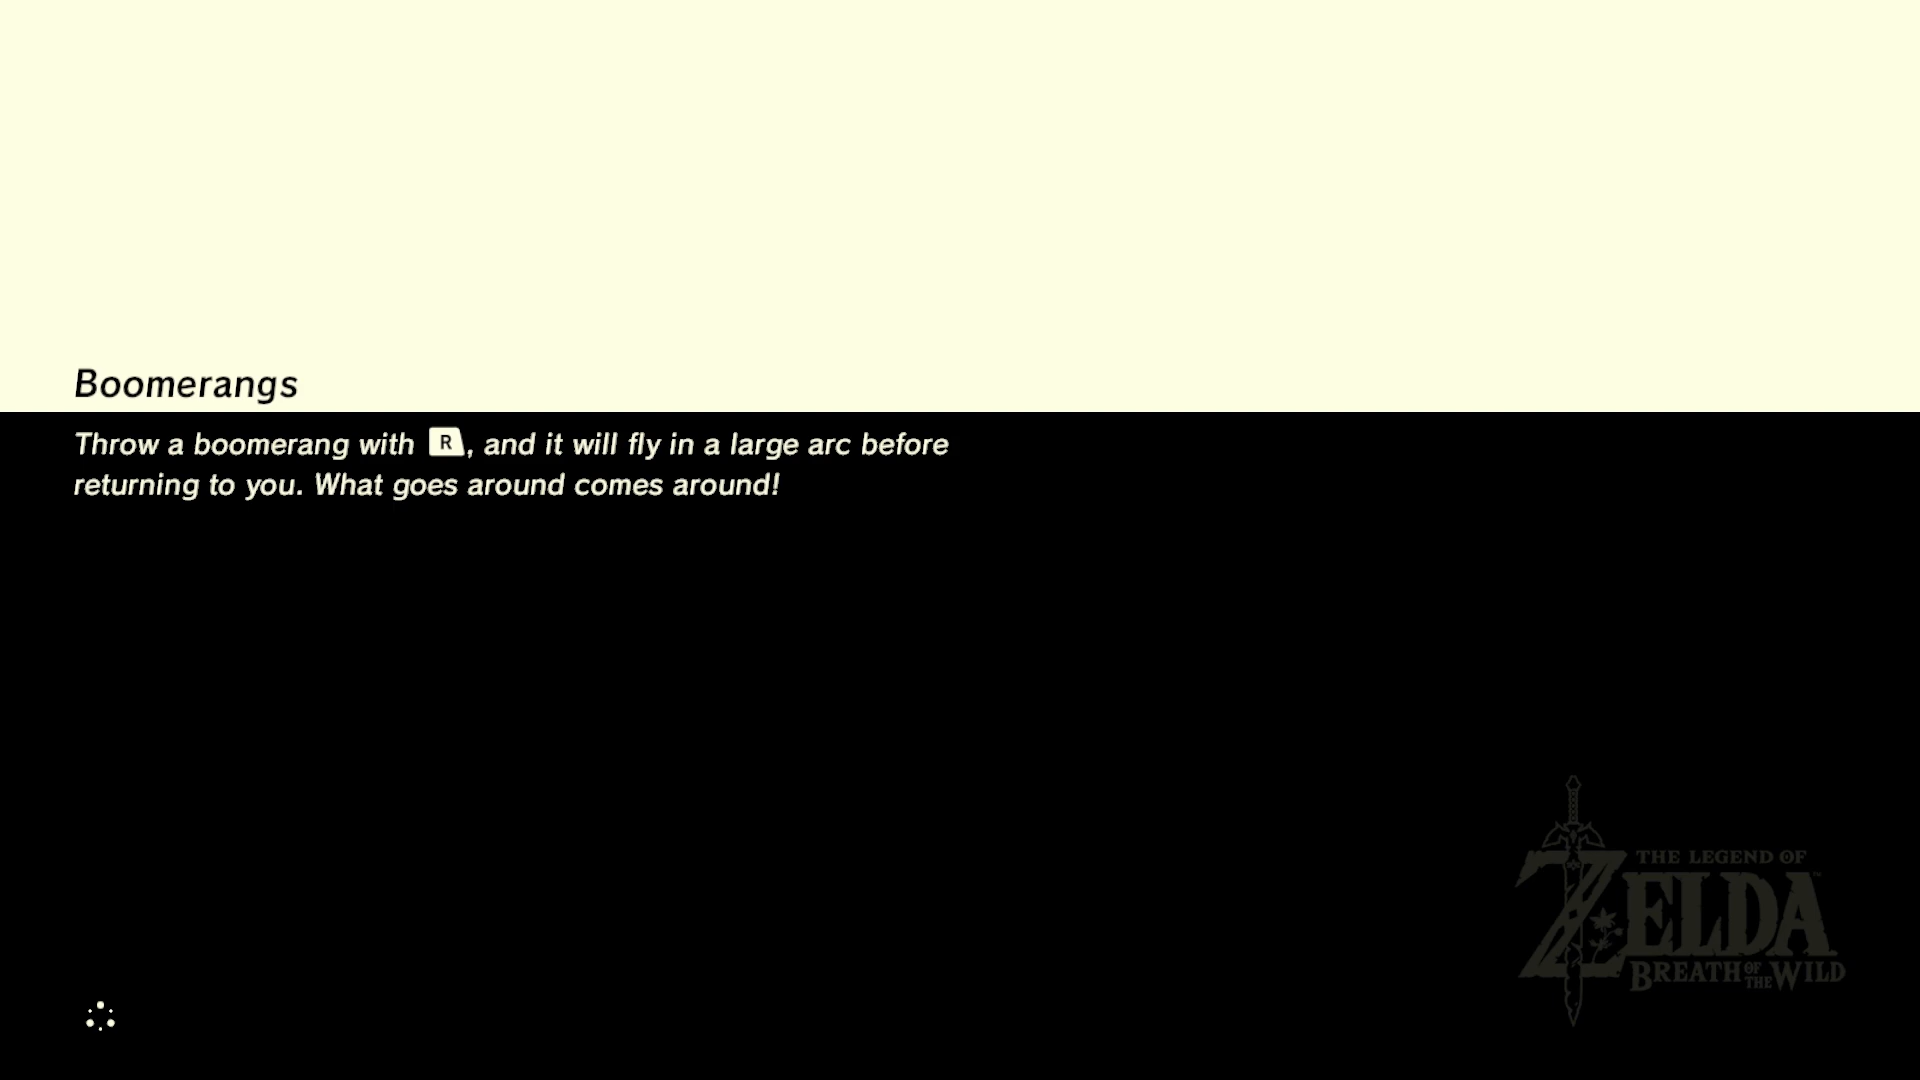 Boomerangs
Throw a boomerang with R, and it will fly in a large arc before
returning to you. What goes around comes around!
THE LEGEND OF
ZELDA™
BREATH OF THE WILD